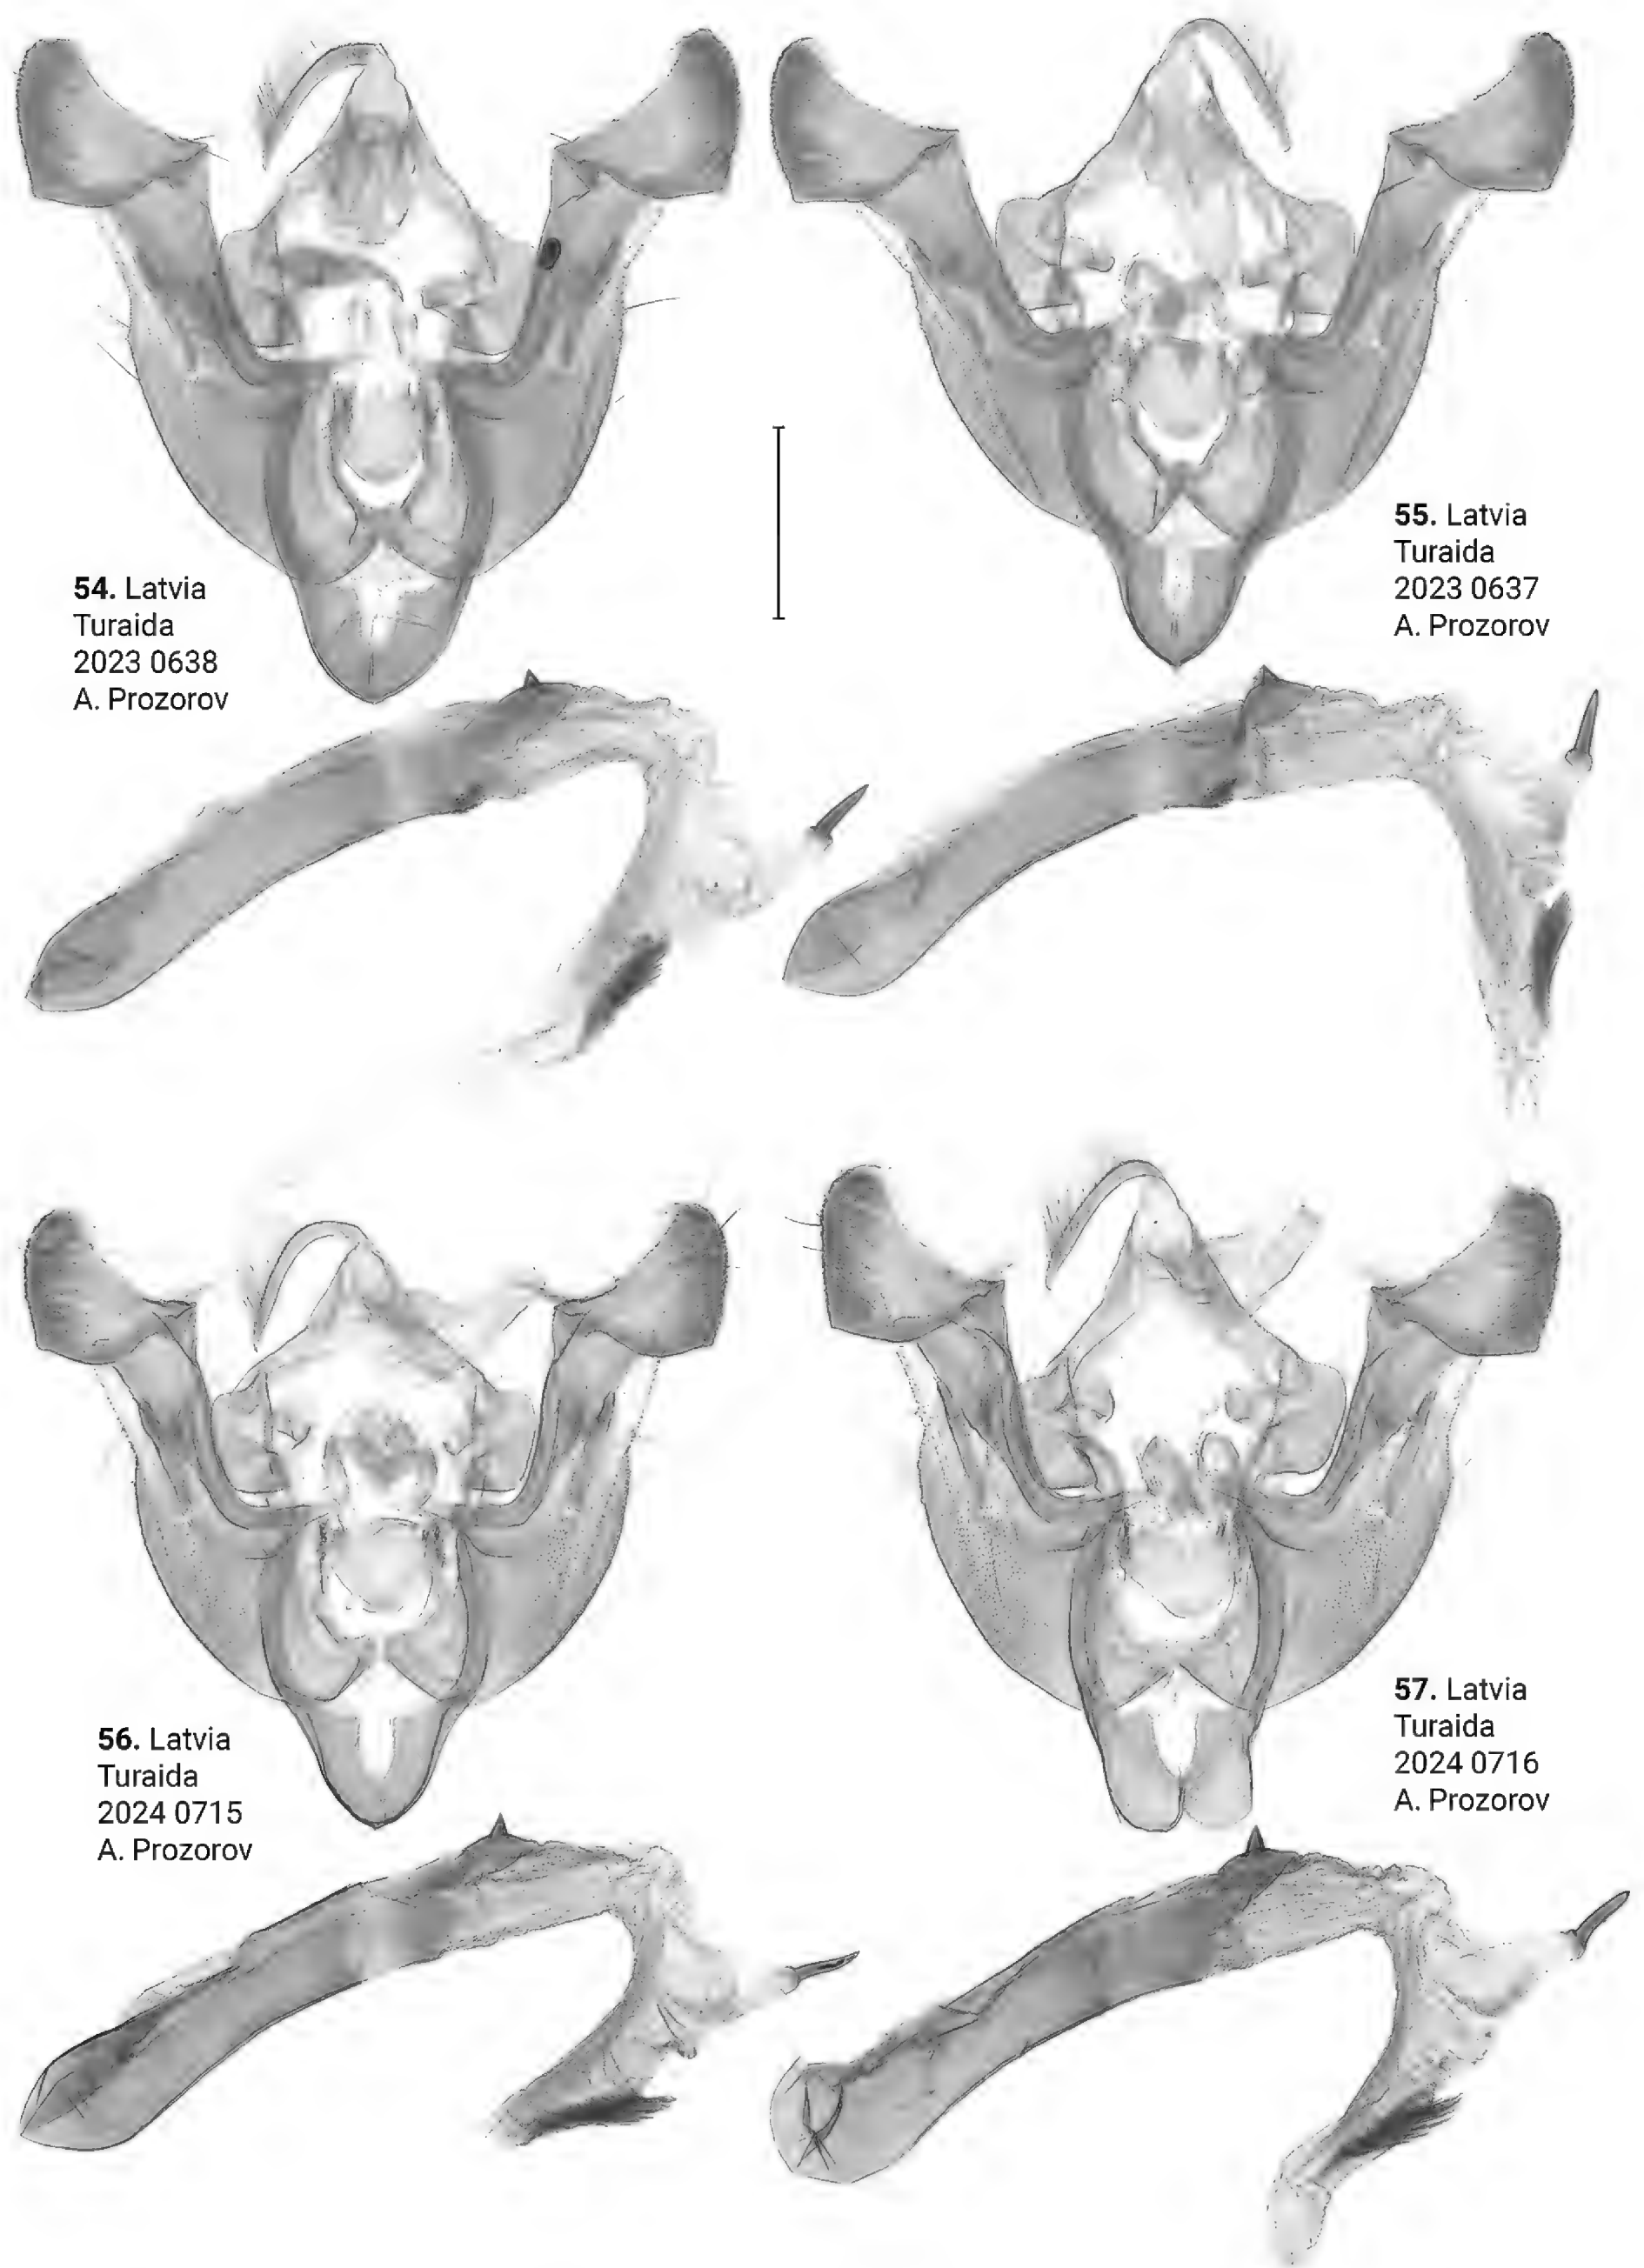 54. Latvia
Turaida
2023 0638
A. Prozorov
55. Latvia
Turaida
2023 0637
A. Prozorov
56. Latvia
Turaida
2024 0715
A. Prozorov
57. Latvia
Turaida
2024 0716
A. Prozorov